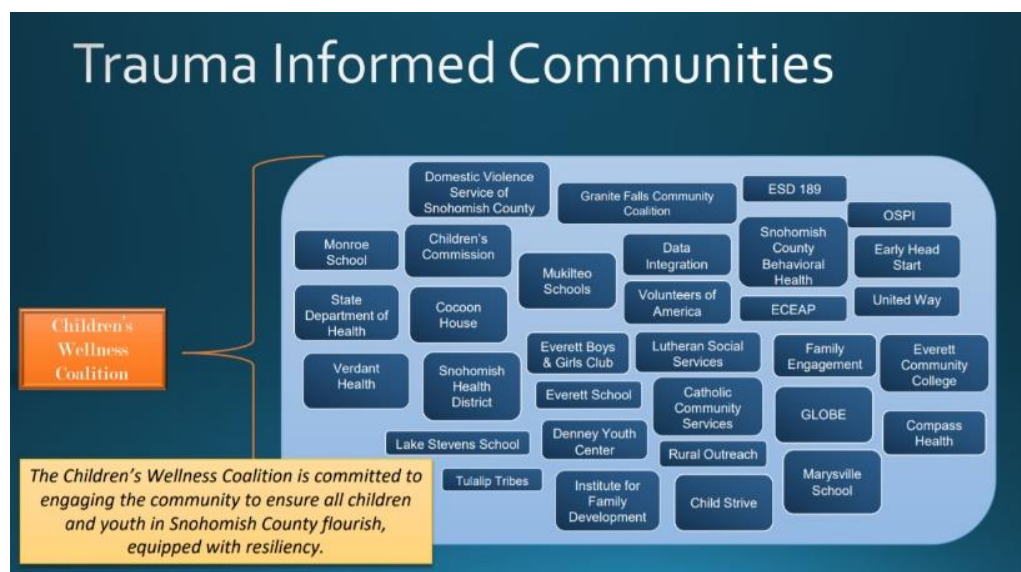 Trauma Informed Communities
Domestic Violence
Service of
Snohomish County
Granite Falls Community
Coalition
ESD 189
OSPI
Monroe
School
Children's
Commission
Mukilteo
Schools
Data
Integration
Snohomish
County
Behavioral
Health
Early Head
Start
State
Department of
Health
Cocoon
House
Volunteers of
America
ECEAP
United Way
Children's
Wellness
Coalition
Verdant
Health
Snohomish
Health
District
Everett Boys
& Girls Club
Lutheran Social
Services
Family
Engagement
Everett
Community
College
Everett School
Catholic
Community
Services
GLOBE
Compass
Health
Lake Stevens School
Denney Youth
Center
Rural Outreach
Marysville
School
Tulalip Tribes
Institute for
Family
Development
Child Strive
The Children's Wellness Coalition is committed to
engaging the community to ensure all children
and youth in Snohomish County flourish,
equipped with resiliency.